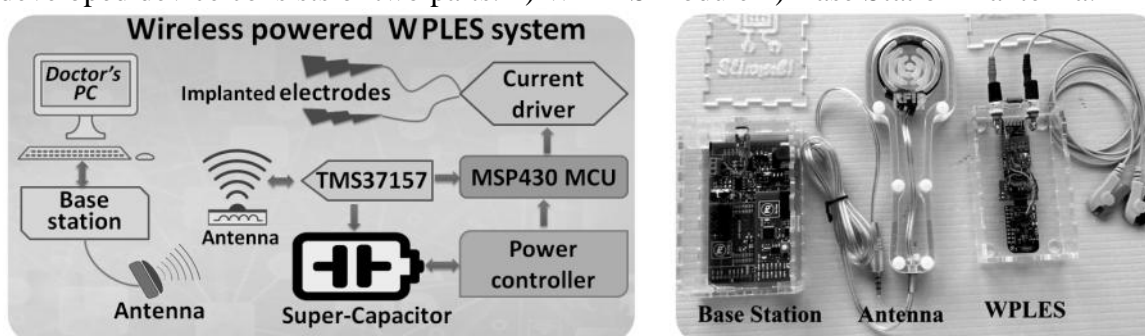 Wireless powered WPLES system
Doctor's
PC
Implanted electrodes
Current
driver
TMS37157
MSP430 MCU
Base
station
Antenna
Power
controller
Antenna
Super-Capacitor
Base Station
Antenna
WPLES